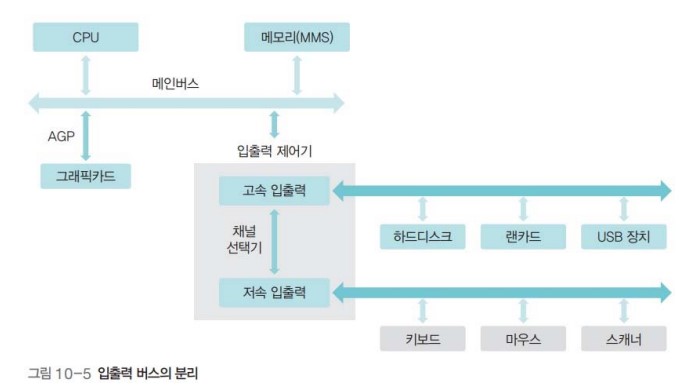 CPU
메모리(MMS)
메인버스
AGP
입출력 제어기
그래픽카드
고속 입출력
채널
선택기
하드디스크
랜카드
USB 장치
저속 입출력
키보드
마우스
스캐너
그림 10-5 입출력 버스의 분리